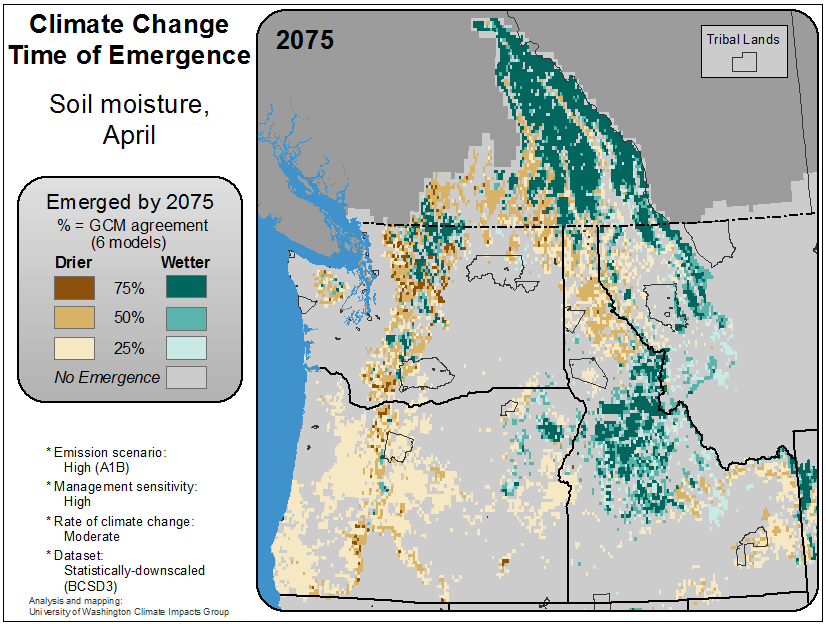 Climate Change
Time of Emergence
Soil moisture,
April
Emerged by 2075
% = GCM agreement
(6 models)
Drier Wetter
75%
50%
25%
No Emergence
* Emission scenario:
High (A1B)
* Management sensitivity:
High
* Rate of climate change:
Moderate
* Dataset:
Statistically-downscaled
(BCSD3)
Analysis and mapping:
University of Washington Climate Impacts Group
2075
Tribal Lands